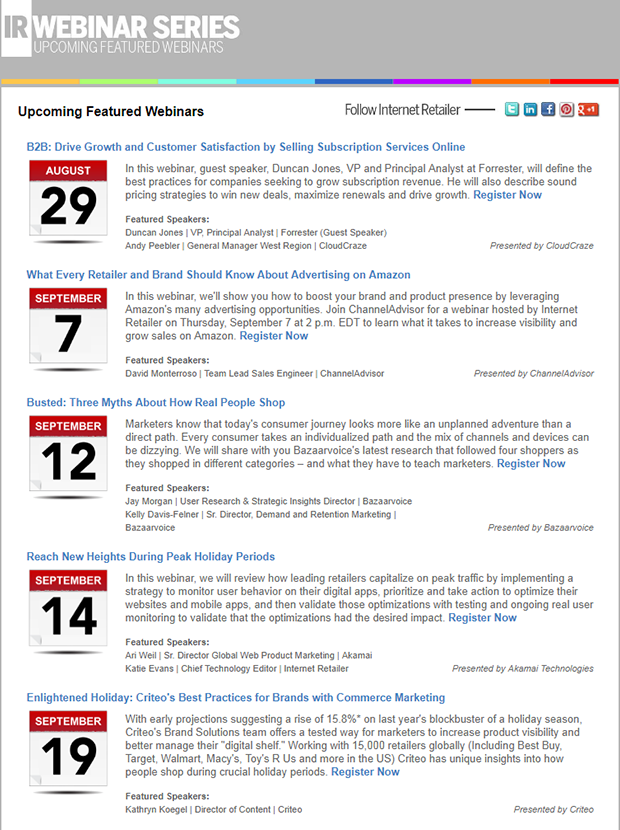 IR WEBINAR SERIES
UPCOMING FEATURED WEBINARS
Upcoming Featured Webinars
Follow Internet Retailer
g +1
B2B: Drive Growth and Customer Satisfaction by Selling Subscription Services Online
AUGUST
29
In this webinar, guest speaker, Duncan Jones, VP and Principal Analyst at Forrester, will define the
best practices for companies seeking to grow subscription revenue. He will also describe sound
pricing strategies to win new deals, maximize renewals and drive growth. Register Now
Featured Speakers:
Duncan Jones | VP, Principal Analyst | Forrester (Guest Speaker)
Andy Peebler | General Manager West Region | CloudCraze
Presented by CloudCraze
What Every Retailer and Brand Should Know About Advertising on Amazon
SEPTEMBER
7
In this webinar, we'll show you how to boost your brand and product presence by leveraging
Amazon's many advertising opportunities. Join ChannelAdvisor for a webinar hosted by Internet
Retailer on Thursday, September 7 at 2 p.m. EDT to learn what it takes to increase visibility and
grow sales on Amazon. Register Now
Featured Speakers:
David Monterroso | Team Lead Sales Engineer | ChannelAdvisor
Presented by ChannelAdvisor
Busted: Three Myths About How Real People Shop
SEPTEMBER
12
Marketers know that today's consumer journey looks more like an unplanned adventure than a
direct path. Every consumer takes an individualized path and the mix of channels and devices can
be dizzying. We will share with you Bazaarvoice's latest research that followed four shoppers as
they shopped in different categories – and what they have to teach marketers. Register Now
Featured Speakers:
Jay Morgan | User Research & Strategic Insights Director | Bazaarvoice
Kelly Davis-Felner | Sr. Director, Demand and Retention Marketing |
Bazaarvoice
Presented by Bazaarvoice
Reach New Heights During Peak Holiday Periods
SEPTEMBER
14
In this webinar, we will review how leading retailers capitalize on peak traffic by implementing a
strategy to monitor user behavior on their digital apps, prioritize and take action to optimize their
websites and mobile apps, and then validate those optimizations with testing and ongoing real user
monitoring to validate that the optimizations had the desired impact. Register Now
Featured Speakers:
Ari Weil | Sr. Director Global Web Product Marketing | Akamai
Katie Evans | Chief Technology Editor | Internet Retailer
Presented by Akamai Technologies
Enlightened Holiday: Criteo's Best Practices for Brands with Commerce Marketing
SEPTEMBER
19
With early projections suggesting a rise of 15.8%* on last year's blockbuster of a holiday season,
Criteo's Brand Solutions team offers a tested way for marketers to increase product visibility and
better manage their "digital shelf." Working with 15,000 retailers globally (Including Best Buy,
Target, Walmart, Macy's, Toy's R Us and more in the US) Criteo has unique insights into how
people shop during crucial holiday periods. Register Now
Featured Speakers:
Kathryn Koegel | Director of Content | Criteo
Presented by Criteo